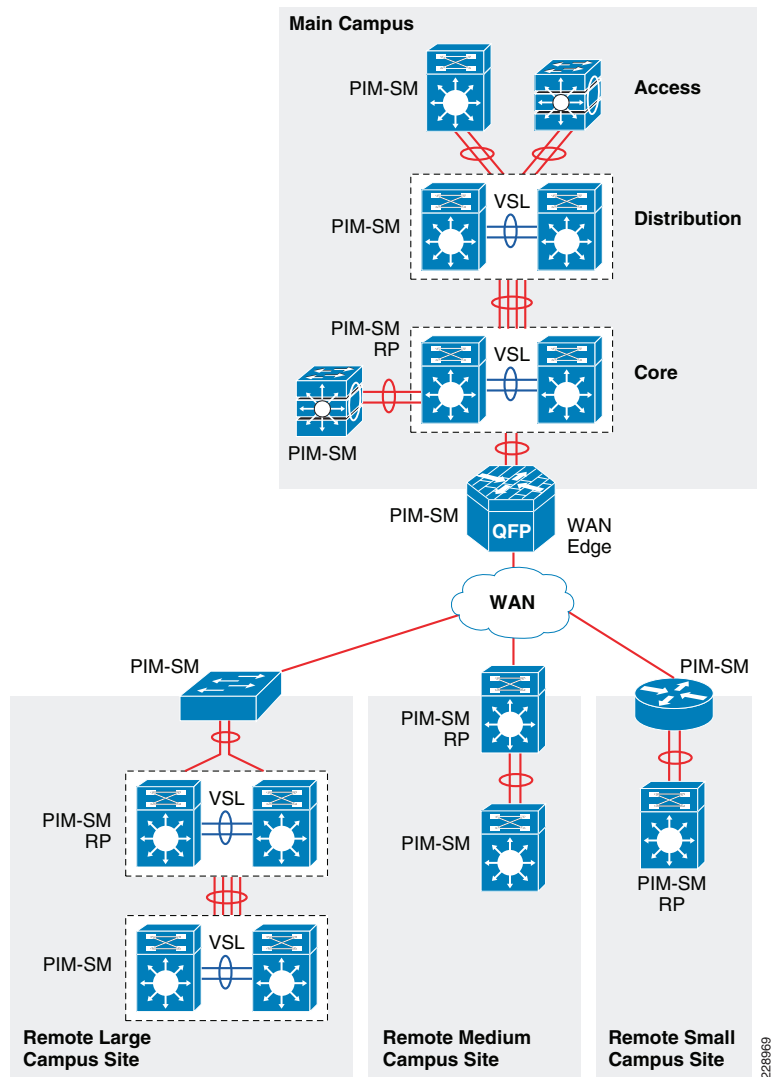 Main Campus
PIM-SM
Access
PIM-SM
VSL
Distribution
PIM-SM
RP
VSL
Core
PIM-SM
PIM-SM
QFP
WAN
Edge
WAN
PIM-SM
PIM-SM
PIM-SM
RP
VSL
PIM-SM
RP
VSL
PIM-SM
PIM-SM
PIM-SM
RP
Remote Large
Campus Site
Remote Medium
Campus Site
Remote Small
Campus Site
228969